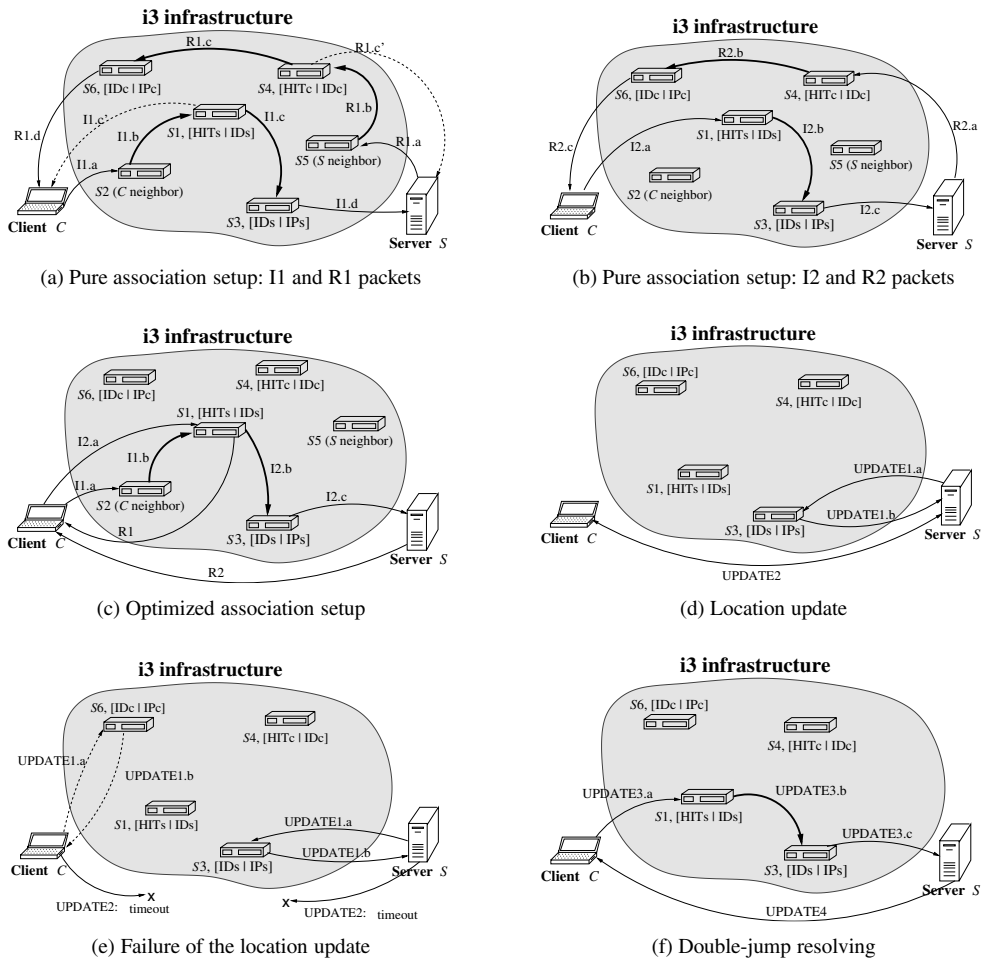 i3 infrastructure
R1.c
R1.c'
S6, [IDc | IPc]
S4, [HITc | IDc]
R1.d
I1.c'
I1.c
R1.b
I1.b
S1, [HITs | IDs]
R1.a
I1.a
S5 (S neighbor)
S2 (C neighbor)
I1.d
Client C
S3, [IDs | IPs]
Server S
(a) Pure association setup: I1 and R1 packets
i3 infrastructure
R2.b
S6, [IDc | IPc]
S4, [HITc | IDc]
R2.a
S1, [HITs | IDs]
I2.b
R2.c
I2.a
S5 (S neighbor)
S2 (C neighbor)
I2.c
Client C
S3, [IDs | IPs]
Server S
(b) Pure association setup: I2 and R2 packets
i3 infrastructure
S6, [IDc | IPc]
S4, [HITc | IDc]
S1, [HITs | IDs]
I2.a
S5 (S neighbor)
I1.b
I2.b
I1.a
S2 (C neighbor)
I2.c
R1
Client C
S3, [IDs | IPs]
Server S
R2
(c) Optimized association setup
i3 infrastructure
S6, [IDc | IPc]
S4, [HITc | IDc]
UPDATE1.a
S1, [HITs | IDs]
UPDATE1.b
Client C
S3, [IDs | IPs]
Server S
UPDATE2
(d) Location update
i3 infrastructure
S6, [IDc | IPc]
S4, [HITc | IDc]
UPDATE1.a
UPDATE1.b
S1, [HITs | IDs]
UPDATE1.a
UPDATE1.b
Client C
S3, [IDs | IPs]
Server S
x
x
UPDATE2: timeout
UPDATE2: timeout
(e) Failure of the location update
i3 infrastructure
S6, [IDc | IPc]
S4, [HITc | IDc]
UPDATE3.a
UPDATE3.b
S1, [HITs | IDs]
UPDATE3.c
Client C
S3, [IDs | IPs]
Server S
UPDATE4
(f) Double-jump resolving